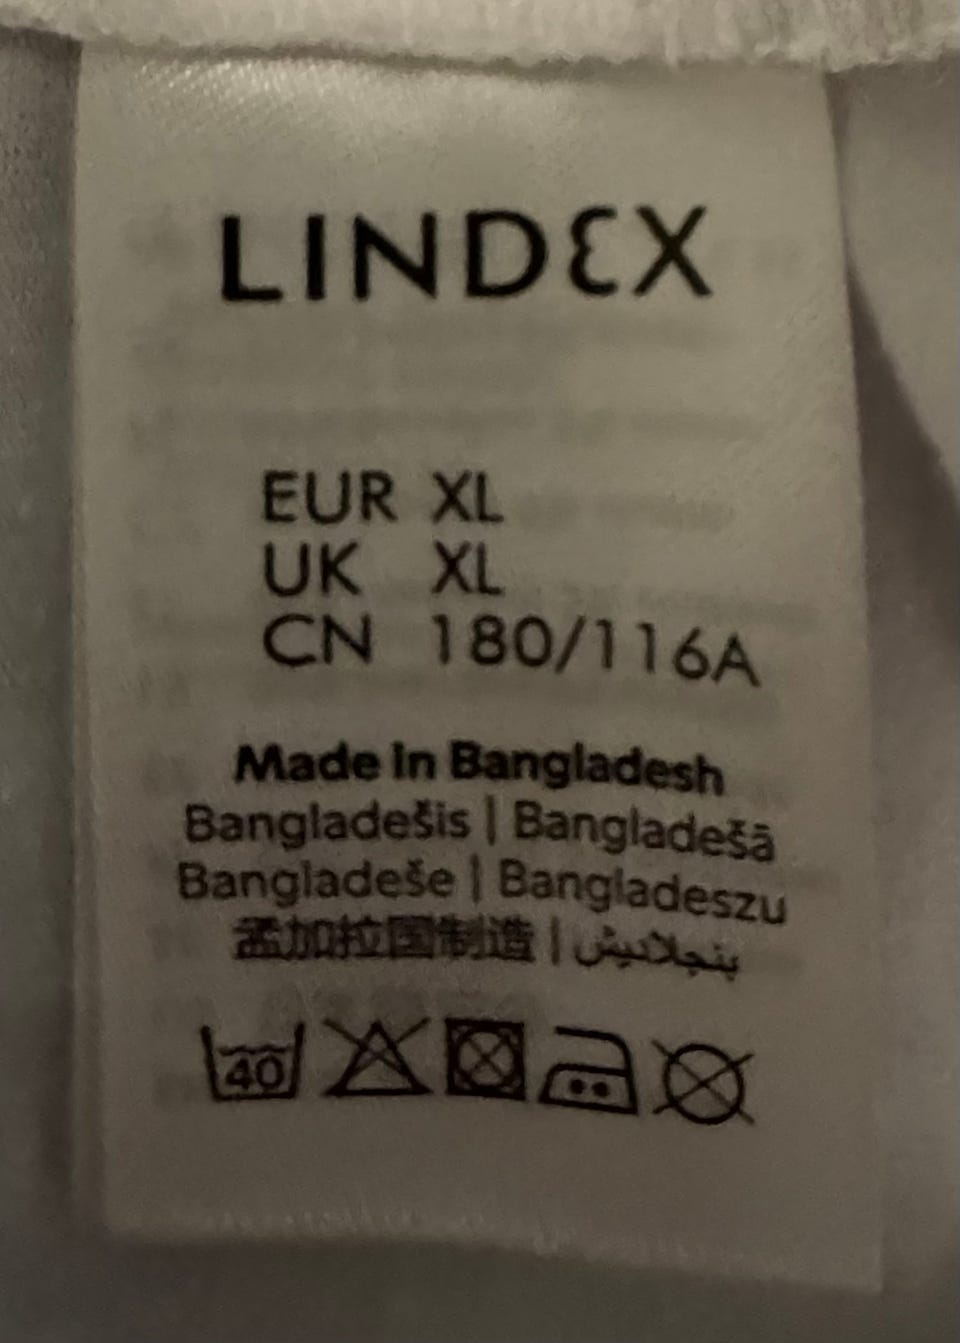 LINDEX
EUR XL
UK XL
CN 180/116A
Made in Bangladesh
Bangladešis | Bangladešā
Bangladeše | Bangladeszu
孟加拉国制造 | بنجلاديش
40